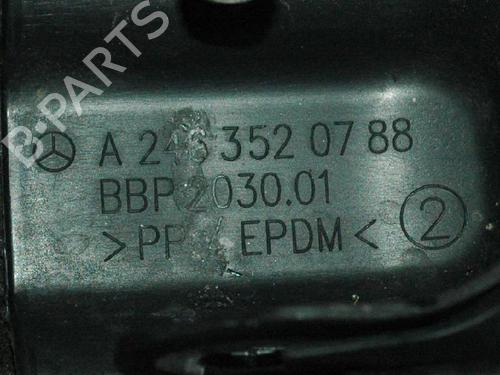 B-PARTS
A 246 352 07 88
BBP 2030.01
>PP / EPDM<
2